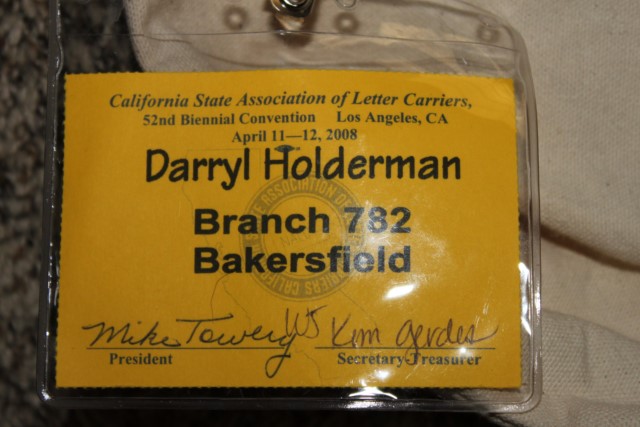 California State Association of Letter Carriers,
52nd Biennial Convention Los Angeles, CA
April 11—12, 2008
Darryl Holderman
Branch 782
Bakersfield
Mike Towery Kim Gerdes
President Secretary-Treasurer